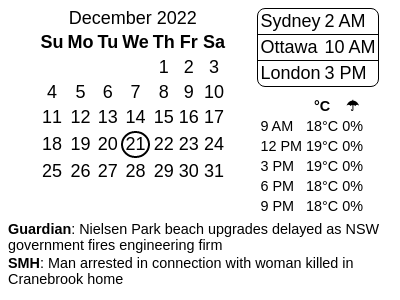 December 2022
Su Mo Tu We Th Fr Sa
1 2 3
4 5 6 7 8 9 10
11 12 13 14 15 16 17
18 19 20 21 22 23 24
25 26 27 28 29 30 31
Sydney 2 AM
Ottawa 10 AM
London 3 PM
°C ☂
9 AM 18°C 0%
12 PM 19°C 0%
3 PM 19°C 0%
6 PM 18°C 0%
9 PM 18°C 0%
Guardian: Nielsen Park beach upgrades delayed as NSW
government fires engineering firm
SMH: Man arrested in connection with woman killed in
Cranebrook home